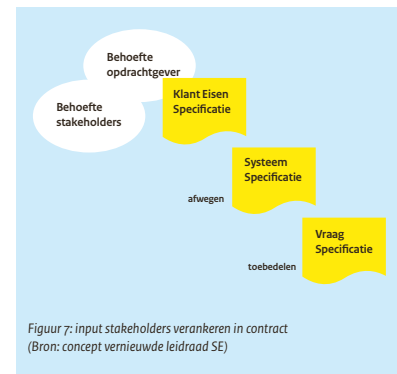 Behoefte
opdrachtgever
Behoefte
stakeholders
Klant Eisen
Specificatie
Systeem
Specificatie
afwegen
Vraag
Specificatie
toebedelen
Figuur 7: input stakeholders verankeren in contract
(Bron: concept vernieuwde leidraad SE)